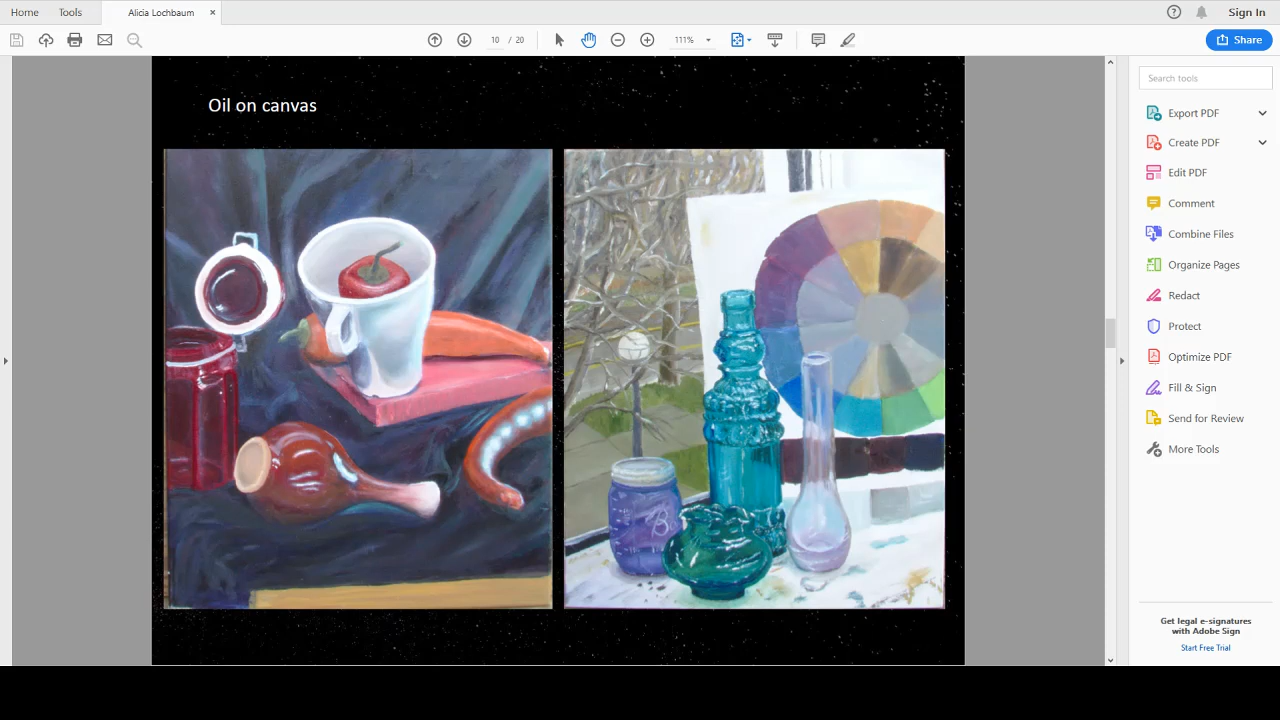 Home Tools Alicia Lochbaum × Sign In
10 / 20 111% Share
Oil on canvas
B
Search tools
Export PDF
Create PDF
Edit PDF
Comment
Combine Files
Organize Pages
Redact
Protect
Optimize PDF
Fill & Sign
Send for Review
More Tools
Get legal e-signatures
with Adobe Sign
Start Free Trial